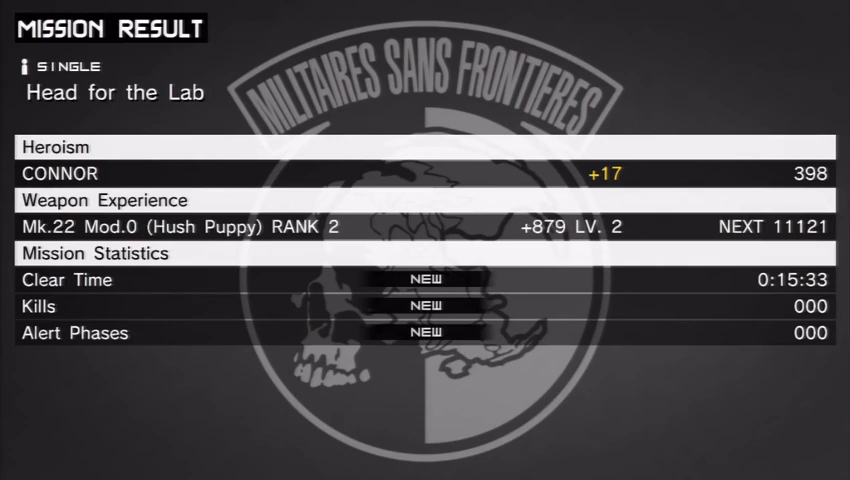 MISSION RESULT
SINGLE
Head for the Lab
MILITAIRES SANS FRONTIERES
Heroism
CONNOR +17 398
Weapon Experience
Mk.22 Mod.0 (Hush Puppy) RANK 2 +879 LV. 2 NEXT 11121
Mission Statistics
Clear Time NEW 0:15:33
Kills NEW 000
Alert Phases NEW 000